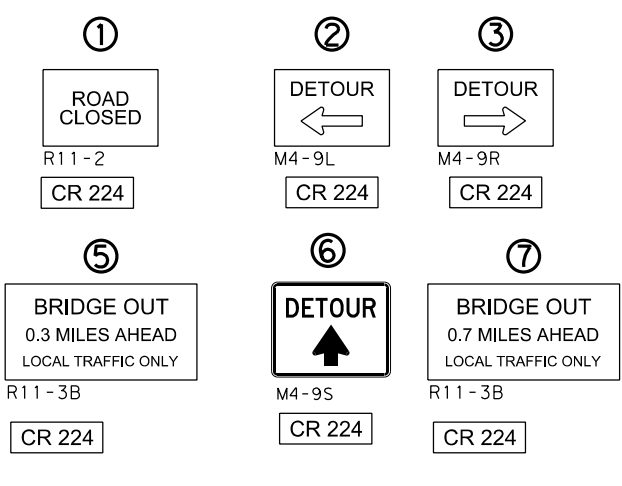 1
ROAD
CLOSED
R11-2
CR 224
2
DETOUR
M4-9L
CR 224
3
DETOUR
M4-9R
CR 224
5
BRIDGE OUT
0.3 MILES AHEAD
LOCAL TRAFFIC ONLY
R11-3B
CR 224
6
DETOUR
M4-9S
CR 224
7
BRIDGE OUT
0.7 MILES AHEAD
LOCAL TRAFFIC ONLY
R11-3B
CR 224